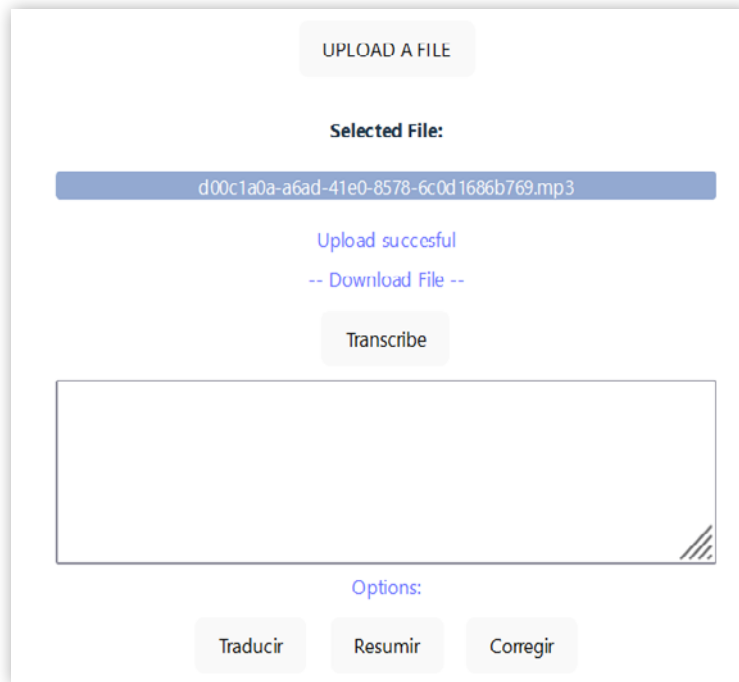 UPLOAD A FILE
Selected File:
d00c1a0a-a6ad-41e0-8578-6c0d1686b769.mp3
Upload succesful
-- Download File --
Transcribe
Options:
Traducir Resumir Corregir